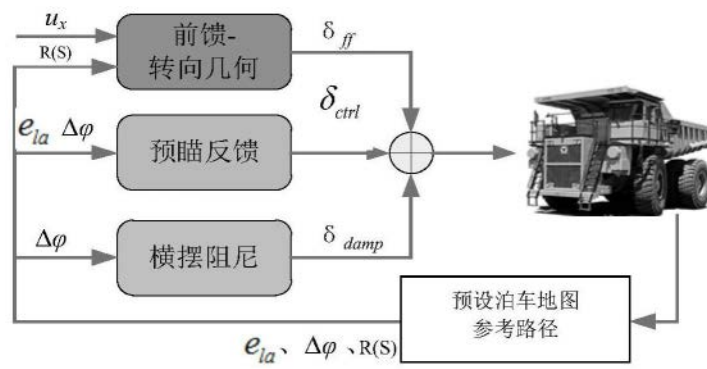 u_x
R(S)
前馈-
转向几何
δ_ff
e_la Δφ
预瞄反馈
δ_ctrl
Δφ
横摆阻尼
δ_damp
预设泊车地图
参考路径
e_la、Δφ、R(S)